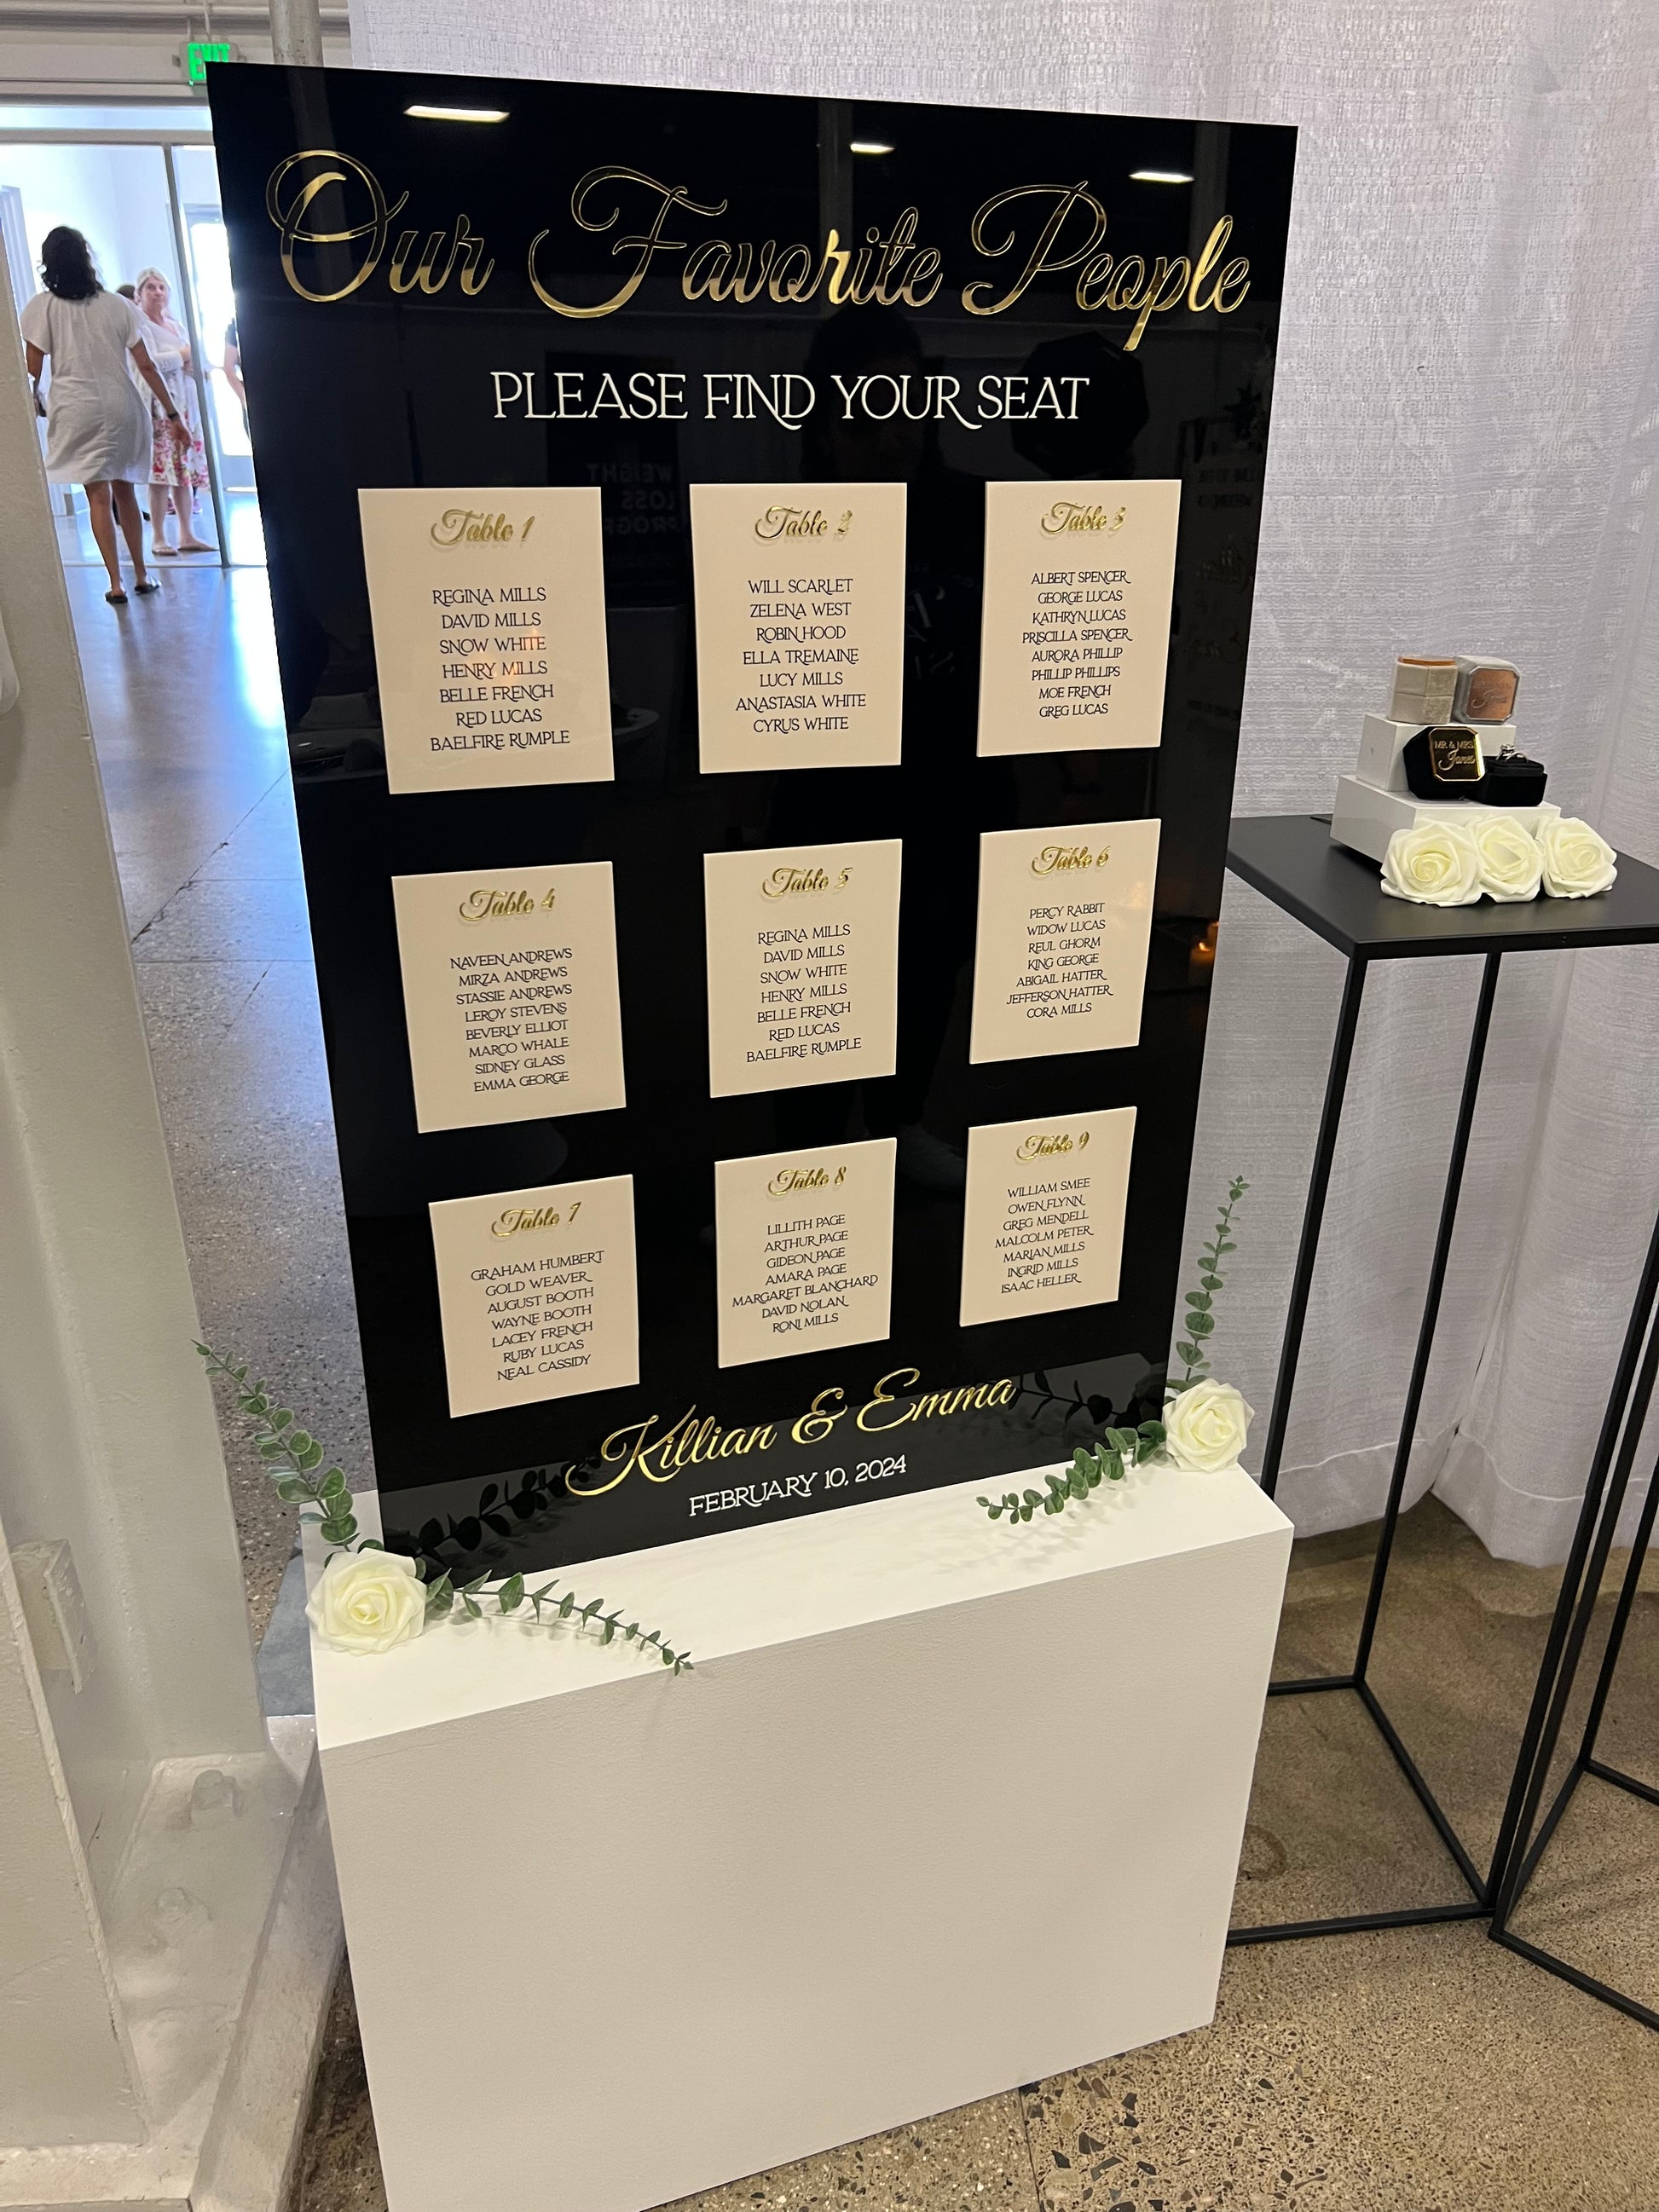 EXIT
Our Favorite People
PLEASE FIND YOUR SEAT
Table 1
REGINA MILLS
DAVID MILLS
SNOW WHITE
HENRY MILLS
BELLE FRENCH
RED LUCAS
BAELFIRE RUMPLE
Table 2
WILL SCARLET
ZELENA WEST
ROBIN HOOD
ELLA TREMAINE
LUCY MILLS
ANASTASIA WHITE
CYRUS WHITE
Table 3
ALBERT SPENCER
GEORGE LUCAS
KATHRYN LUCAS
PRISCILLA SPENCER
AURORA PHILLIP
PHILLIP PHILLIPS
MOE FRENCH
GREG LUCAS
Table 4
NAVEEN ANDREWS
MIRZA ANDREWS
STASSIE ANDREWS
LEROY STEVENS
BEVERLY ELLIOT
MARCO WHALE
SIDNEY GLASS
EMMA GEORGE
Table 5
REGINA MILLS
DAVID MILLS
SNOW WHITE
HENRY MILLS
BELLE FRENCH
RED LUCAS
BAELFIRE RUMPLE
Table 6
PERCY RABBIT
WIDOW LUCAS
REUL GHORM
KING GEORGE
ABIGAIL HATTER
JEFFERSON HATTER
CORA MILLS
Table 7
GRAHAM HUMBERT
GOLD WEAVER
AUGUST BOOTH
WAYNE BOOTH
LACEY FRENCH
RUBY LUCAS
NEAL CASSIDY
Table 8
LILLITH PAGE
ARTHUR PAGE
GIDEON PAGE
AMARA PAGE
MARGARET BLANCHARD
DAVID NOLAN
RONI MILLS
Table 9
WILLIAM SMEE
OWEN FLYNN
GREG MENDELL
MALCOLM PETER
MARIAN MILLS
INGRID MILLS
ISAAC HELLER
Killian & Emma
FEBRUARY 10, 2024
MR & MRS
Jones